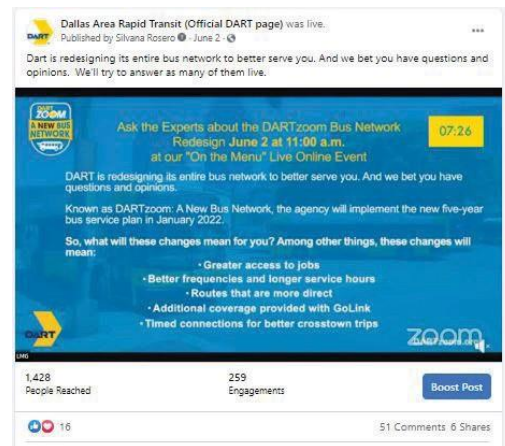 Dallas Area Rapid Transit (Official DART page) was live.
DART
Published by Silvana Rosero · June 2 ·
Dart is redesigning its entire bus network to better serve you. And we bet you have questions and
opinions. We'll try to answer as many of them live.
DART
ZOOM
A NEW BUS
NETWORK
Ask the Experts about the DARTzoom Bus Network
Redesign June 2 at 11:00 a.m.
at our "On the Menu" Live Online Event
07:26
DART is redesigning its entire bus network to better serve you. And we bet you have
questions and opinions.
Known as DARTzoom: A New Bus Network, the agency will implement the new five-year
bus service plan in January 2022.
So, what will these changes mean for you? Among other things, these changes will
mean:
• Greater access to jobs
• Better frequencies and longer service hours
• Routes that are more direct
• Additional coverage provided with GoLink
• Timed connections for better crosstown trips
DART
zoom
DARTzoom.org
LMG
1,428
People Reached
259
Engagements
Boost Post
16
51 Comments 6 Shares